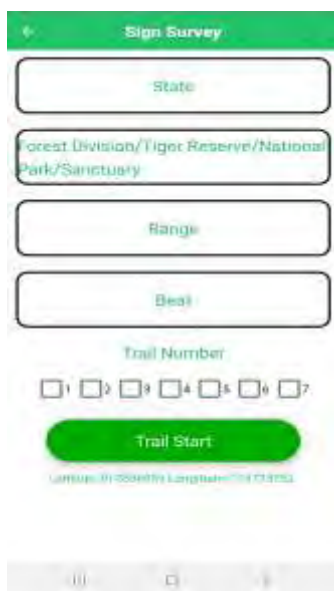 Sign Survey
State
Forest Division/Tiger Reserve/National
Park/Sanctuary
Range
Beat
Trail Number
1 2 3 4 5 6 7
Trail Start